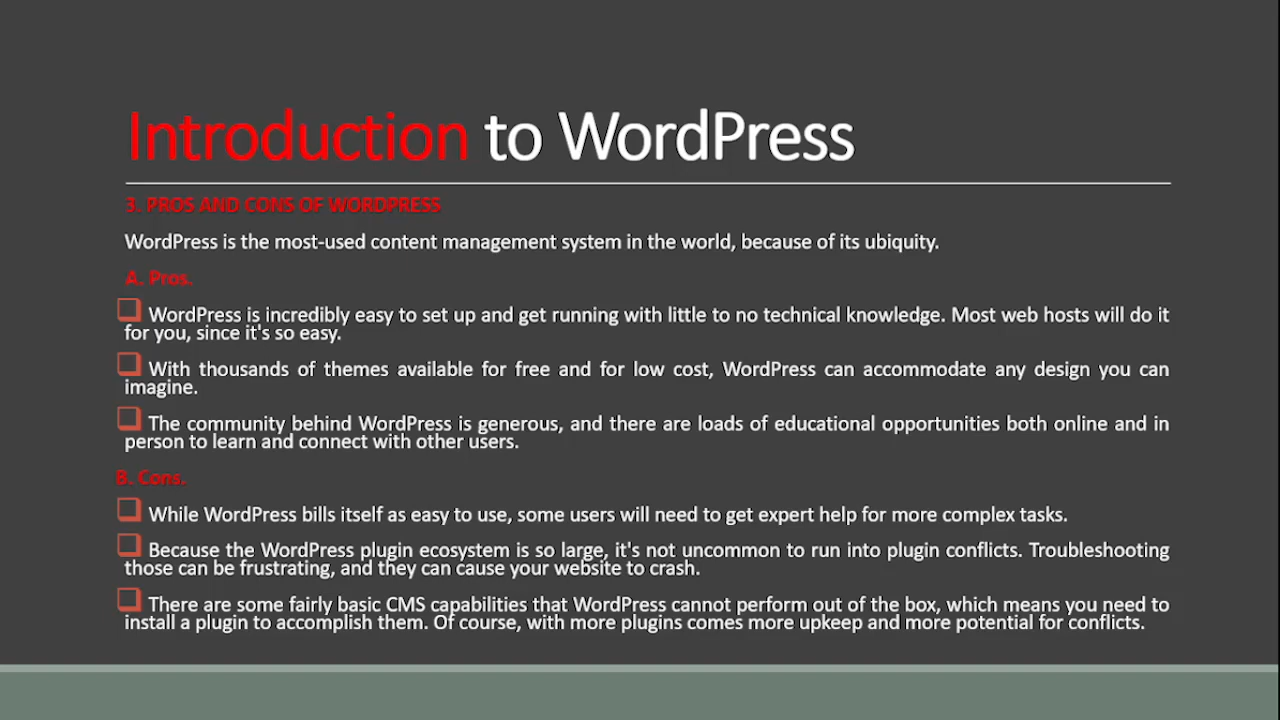 Introduction to WordPress
3. PROS AND CONS OF WORDPRESS
WordPress is the most-used content management system in the world, because of its ubiquity.
A. Pros.
WordPress is incredibly easy to set up and get running with little to no technical knowledge. Most web hosts will do it
for you, since it's so easy.
With thousands of themes available for free and for low cost, WordPress can accommodate any design you can
imagine.
The community behind WordPress is generous, and there are loads of educational opportunities both online and in
person to learn and connect with other users.
B. Cons.
While WordPress bills itself as easy to use, some users will need to get expert help for more complex tasks.
Because the WordPress plugin ecosystem is so large, it's not uncommon to run into plugin conflicts. Troubleshooting
those can be frustrating, and they can cause your website to crash.
There are some fairly basic CMS capabilities that WordPress cannot perform out of the box, which means you need to
install a plugin to accomplish them. Of course, with more plugins comes more upkeep and more potential for conflicts.